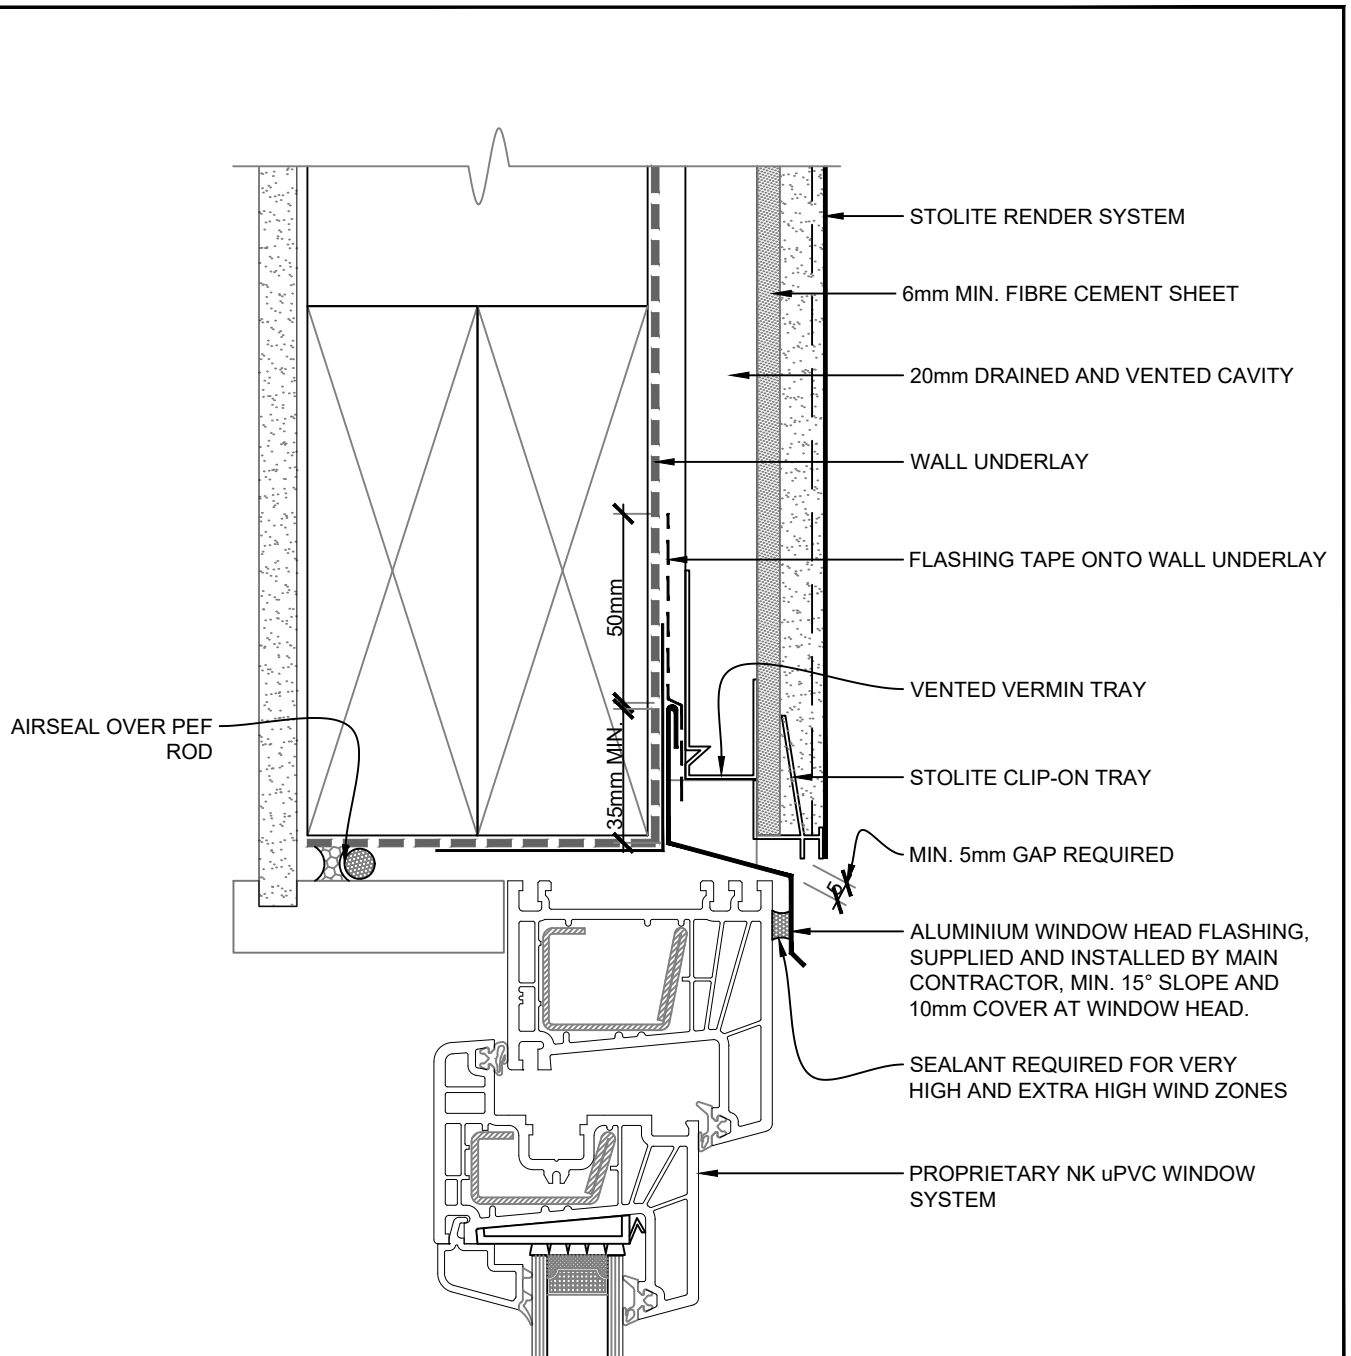 STOLITE RENDER SYSTEM
6mm MIN. FIBRE CEMENT SHEET
20mm DRAINED AND VENTED CAVITY
WALL UNDERLAY
FLASHING TAPE ONTO WALL UNDERLAY
50mm
VENTED VERMIN TRAY
AIRSEAL OVER PEF
ROD
35mm MIN.
STOLITE CLIP-ON TRAY
MIN. 5mm GAP REQUIRED
5
ALUMINIUM WINDOW HEAD FLASHING,
SUPPLIED AND INSTALLED BY MAIN
CONTRACTOR, MIN. 15° SLOPE AND
10mm COVER AT WINDOW HEAD.
SEALANT REQUIRED FOR VERY
HIGH AND EXTRA HIGH WIND ZONES
PROPRIETARY NK uPVC WINDOW
SYSTEM